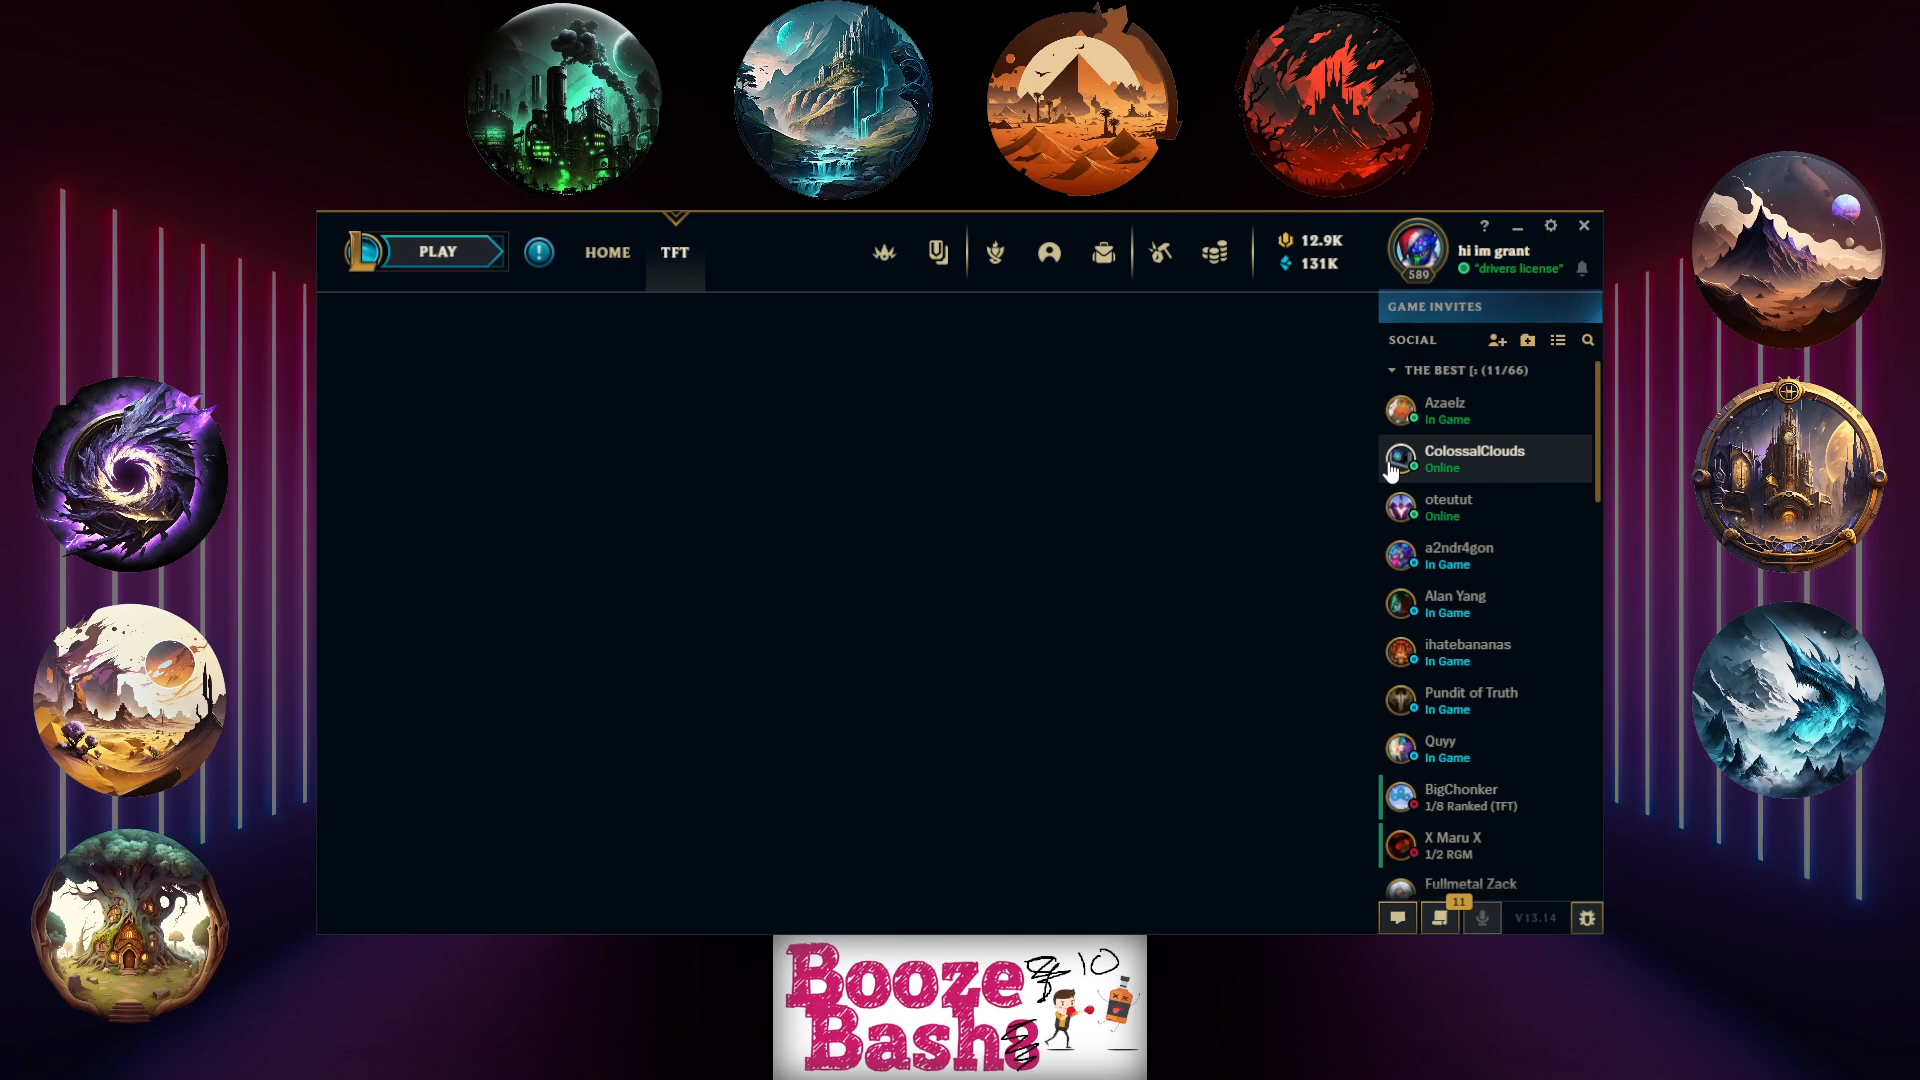 PLAY
HOME
TFT
12.9K
131K
589
?
hi im grant
"drivers license"
GAME INVITES
SOCIAL
THE BEST [: (11/66)
Azaelz
In Game
ColossalClouds
Online
oteutut
Online
a2ndr4gon
In Game
Alan Yang
In Game
ihatebananas
In Game
Pundit of Truth
In Game
Quyy
In Game
BigChonker
1/8 Ranked (TFT)
X Maru X
1/2 RGM
Fullmetal Zack
11
V13.14
Booze 10
Bash